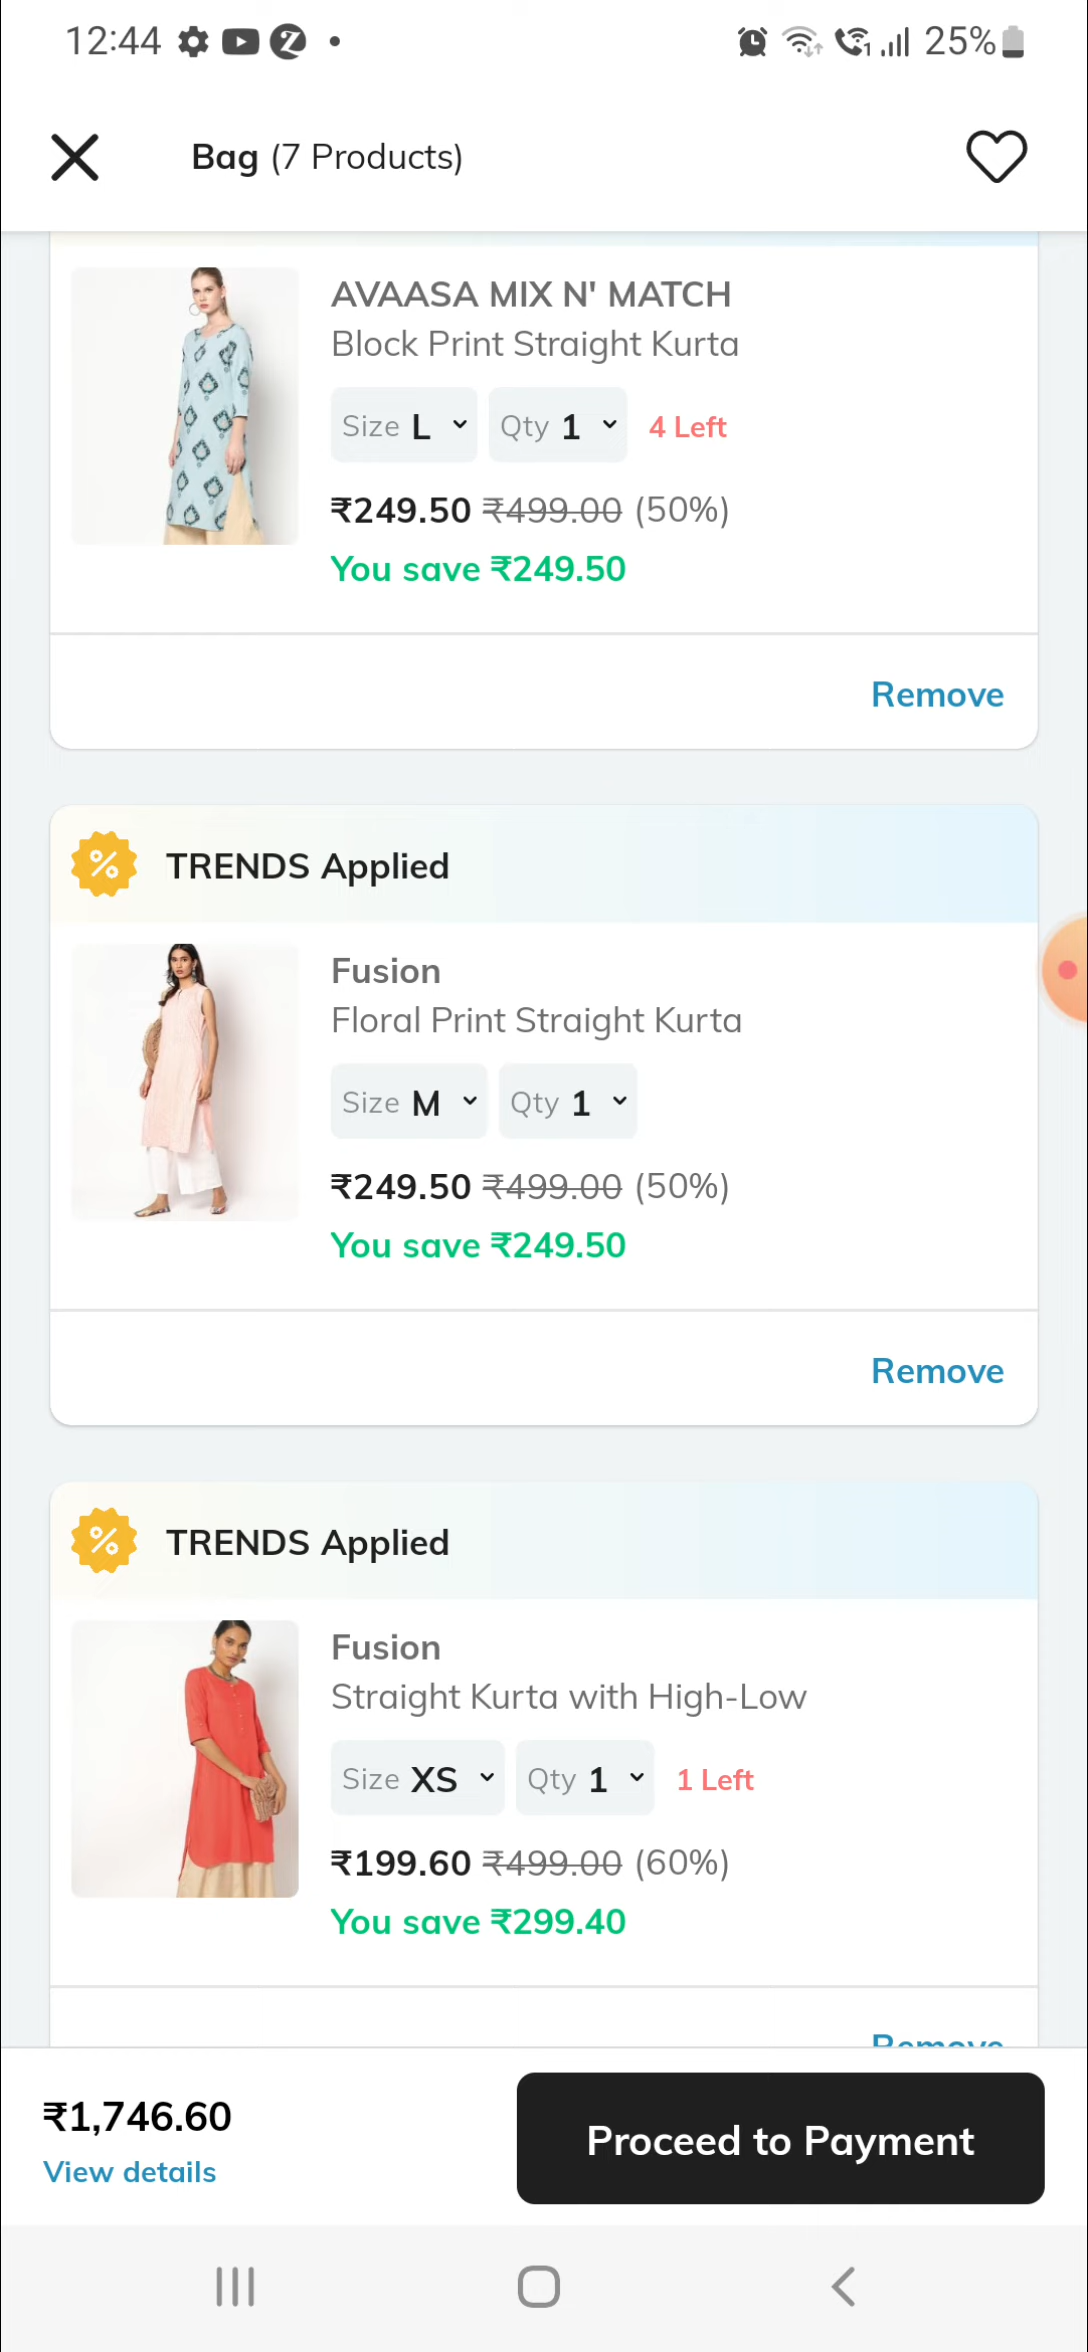 12:44
25%
Bag (7 Products)
AVAASA MIX N' MATCH
Block Print Straight Kurta
Size L Qty 1 4 Left
₹249.50 ₹499.00 (50%)
You save ₹249.50
Remove
TRENDS Applied
Fusion
Floral Print Straight Kurta
Size M Qty 1
₹249.50 ₹499.00 (50%)
You save ₹249.50
Remove
TRENDS Applied
Fusion
Straight Kurta with High-Low
Size XS Qty 1 1 Left
₹199.60 ₹499.00 (60%)
You save ₹299.40
Remove
₹1,746.60
View details
Proceed to Payment